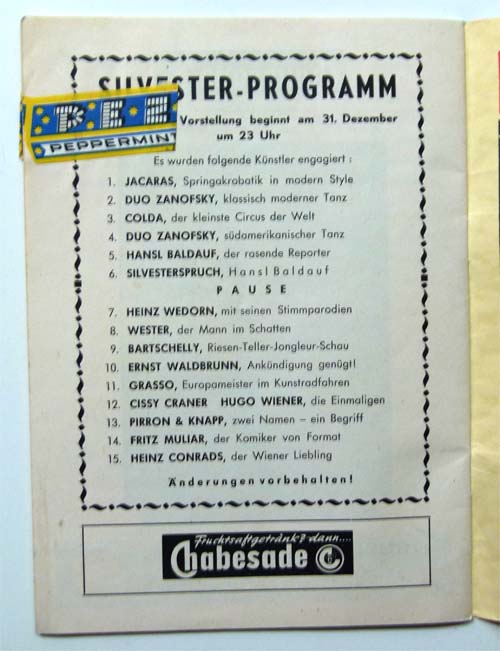 SILVESTER-PROGRAMM
PEZ
PEPPERMINT
Vorstellung beginnt am 31. Dezember
um 23 Uhr
Es wurden folgende Künstler engagiert :
1. JACARAS, Springakrobatik in modern Style
2. DUO ZANOFSKY, klassisch moderner Tanz
3. COLDA, der kleinste Circus der Welt
4. DUO ZANOFSKY, südamerikanischer Tanz
5. HANSL BALDAUF, der rasende Reporter
6. SILVESTERSPRUCH, Hansl Baldauf
PAUSE
7. HEINZ WEDORN, mit seinen Stimmparodien
8. WESTER, der Mann im Schatten
9. BARTSCHELLY, Riesen-Teller-Jongleur-Schau
10. ERNST WALDBRUNN, Ankündigung genügt!
11. GRASSO, Europameister im Kunstradfahren
12. CISSY CRANER HUGO WIENER, die Einmaligen
13. PIRRON & KNAPP, zwei Namen – ein Begriff
14. FRITZ MULIAR, der Komiker von Format
15. HEINZ CONRADS, der Wiener Liebling
Änderungen vorbehalten!
Fruchtsaftgetränk? dann....
Chabesade